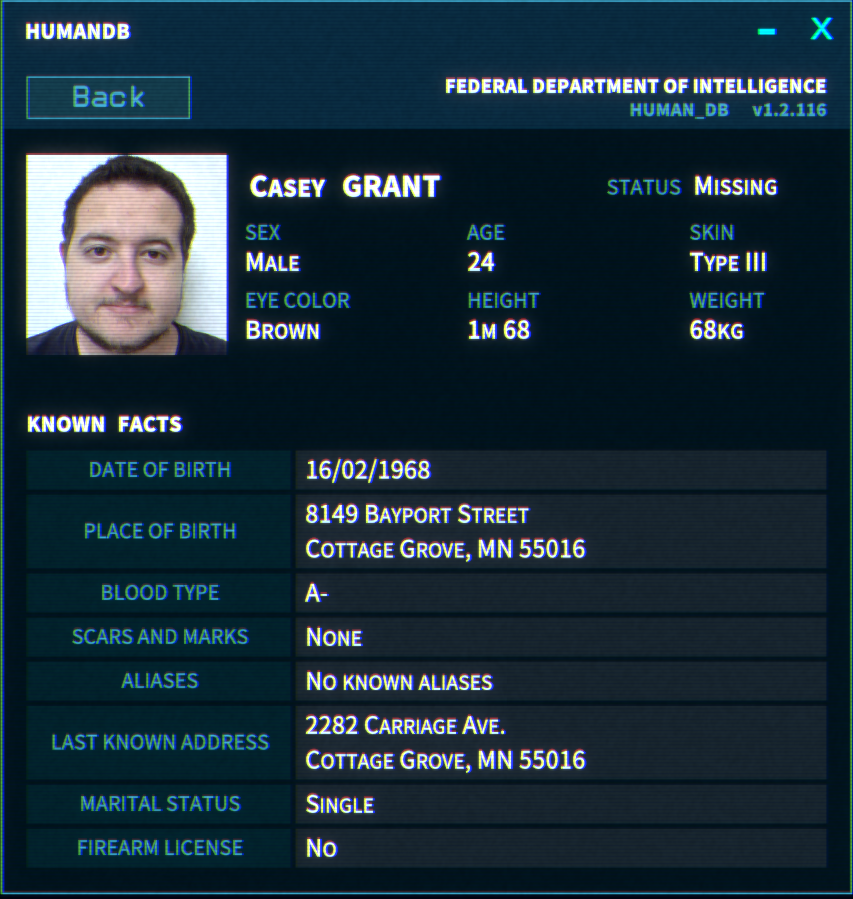 HUMANDB
– X
Back
FEDERAL DEPARTMENT OF INTELLIGENCE
HUMAN_DB v1.2.116
Casey GRANT
STATUS Missing
SEX AGE SKIN
Male 24 Type III
EYE COLOR HEIGHT WEIGHT
Brown 1m 68 68kg
KNOWN FACTS
DATE OF BIRTH 16/02/1968
PLACE OF BIRTH 8149 Bayport Street
Cottage Grove, MN 55016
BLOOD TYPE A-
SCARS AND MARKS None
ALIASES No known aliases
LAST KNOWN ADDRESS 2282 Carriage Ave.
Cottage Grove, MN 55016
MARITAL STATUS Single
FIREARM LICENSE No